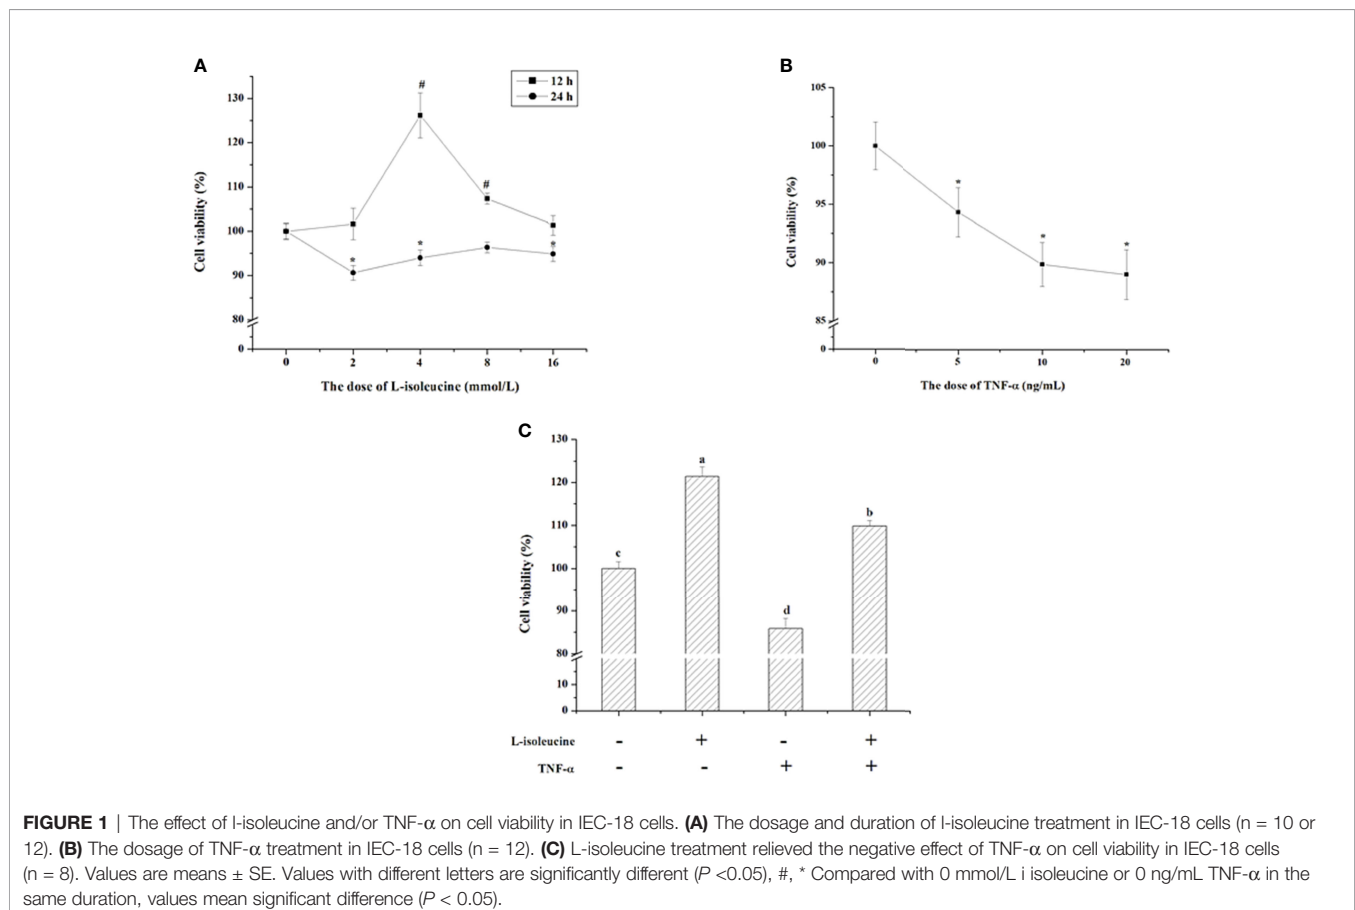 A
130
120
110
100
90
80
0
Cell viability (%)
#
#
*
*
*
12 h
24 h
0 2 4 8 16
The dose of L-isoleucine (mmol/L)
B
105
100
95
90
85
0
Cell viability (%)
*
*
*
0 5 10 20
The dose of TNF-α (ng/mL)
C
130
120
110
100
90
80
10
0
Cell viability (%)
c
a
d
b
L-isoleucine - + - +
TNF-α - - + +
FIGURE 1 | The effect of l-isoleucine and/or TNF-α on cell viability in IEC-18 cells. (A) The dosage and duration of l-isoleucine treatment in IEC-18 cells (n = 10 or
12). (B) The dosage of TNF-α treatment in IEC-18 cells (n = 12). (C) L-isoleucine treatment relieved the negative effect of TNF-α on cell viability in IEC-18 cells
(n = 8). Values are means ± SE. Values with different letters are significantly different (P <0.05), #, * Compared with 0 mmol/L i isoleucine or 0 ng/mL TNF-α in the
same duration, values mean significant difference (P < 0.05).